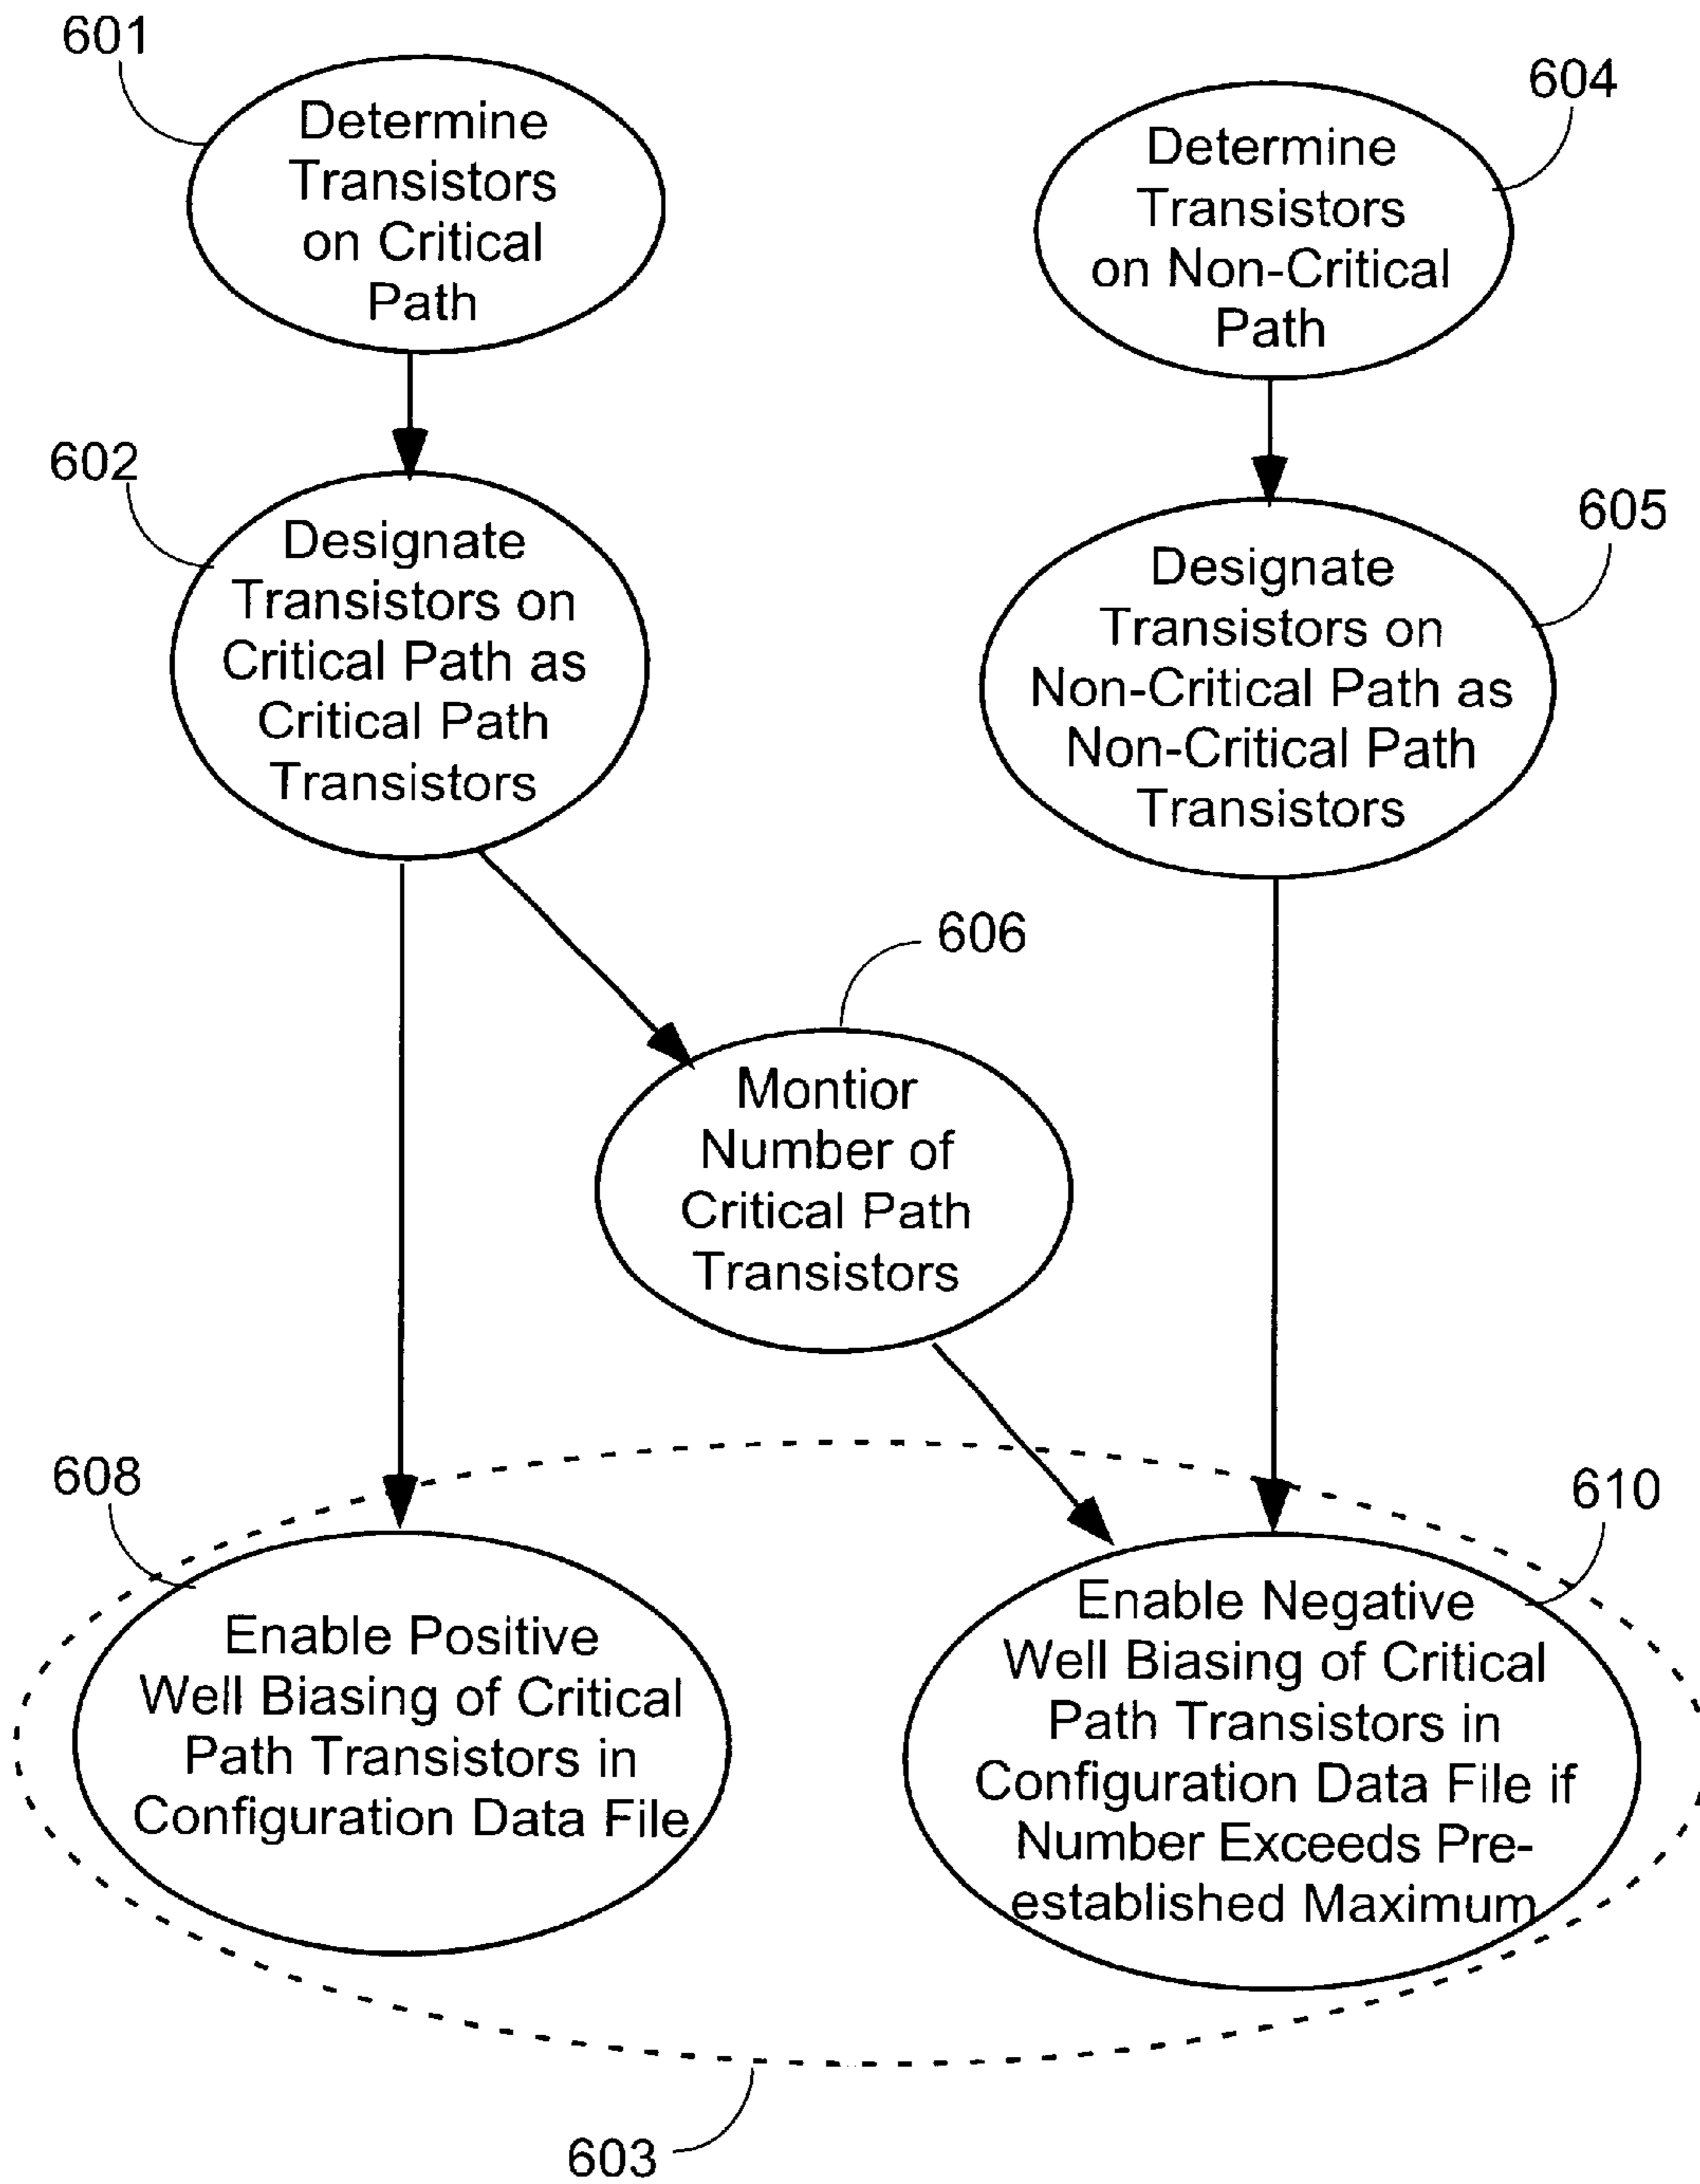 601
Determine
Transistors
on Critical
Path
604
Determine
Transistors
on Non-Critical
Path
602
Designate
Transistors on
Critical Path as
Critical Path
Transistors
605
Designate
Transistors on
Non-Critical Path as
Non-Critical Path
Transistors
606
Montior
Number of
Critical Path
Transistors
608
Enable Positive
Well Biasing of Critical
Path Transistors in
Configuration Data File
610
Enable Negative
Well Biasing of Critical
Path Transistors in
Configuration Data File if
Number Exceeds Pre-
established Maximum
603